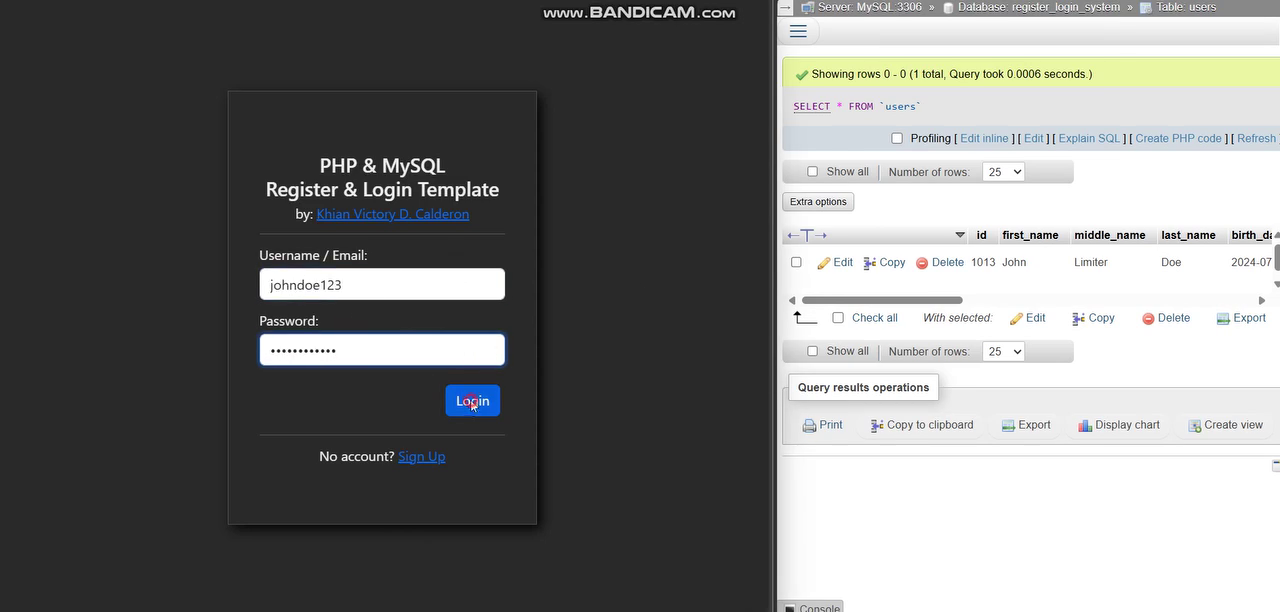 www.BANDICAM.com
PHP & MySQL
Register & Login Template
by: Khian Victory D. Calderon
Username / Email:
johndoe123
Password:
••••••••••••
Login
No account? Sign Up
Server: MySQL 3306 » Database: register_login_system » Table: users
Showing rows 0 - 0 (1 total, Query took 0.0006 seconds.)
SELECT * FROM `users`
Profiling [ Edit inline ] [ Edit ] [ Explain SQL ] [ Create PHP code ] [ Refresh
Show all Number of rows: 25
Extra options
←T→ id first_name middle_name last_name birth_da
Edit Copy Delete 1013 John Limiter Doe 2024-07
Check all With selected: Edit Copy Delete Export
Show all Number of rows: 25
Query results operations
Print Copy to clipboard Export Display chart Create view
Console